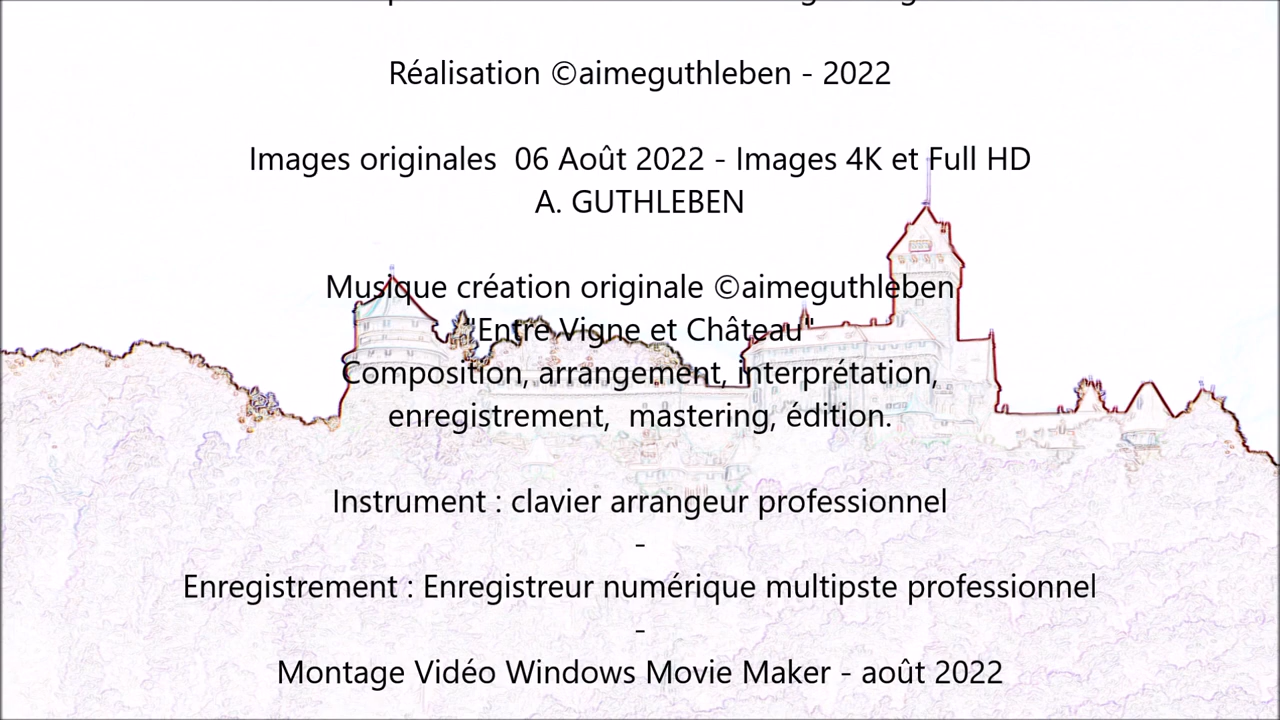 Réalisation ©aimeguthleben - 2022
Images originales  06 Août 2022 - Images 4K et Full HD
A. GUTHLEBEN
Musique création originale ©aimeguthleben
"Entre Vigne et Château"
Composition, arrangement, interprétation,
enregistrement,  mastering, édition.
Instrument : clavier arrangeur professionnel
-
Enregistrement : Enregistreur numérique multipste professionnel
-
Montage Vidéo Windows Movie Maker - août 2022